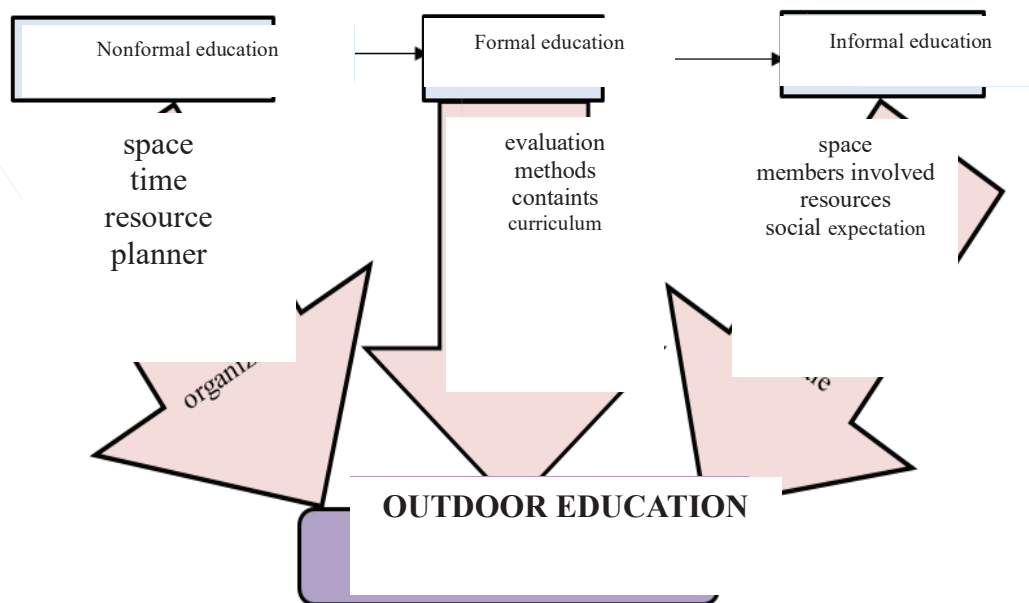 Nonformal education
Formal education
Informal education
space
time
resource
planner
evaluation
methods
containts
curriculum
space
members involved
resources
social expectation
OUTDOOR EDUCATION